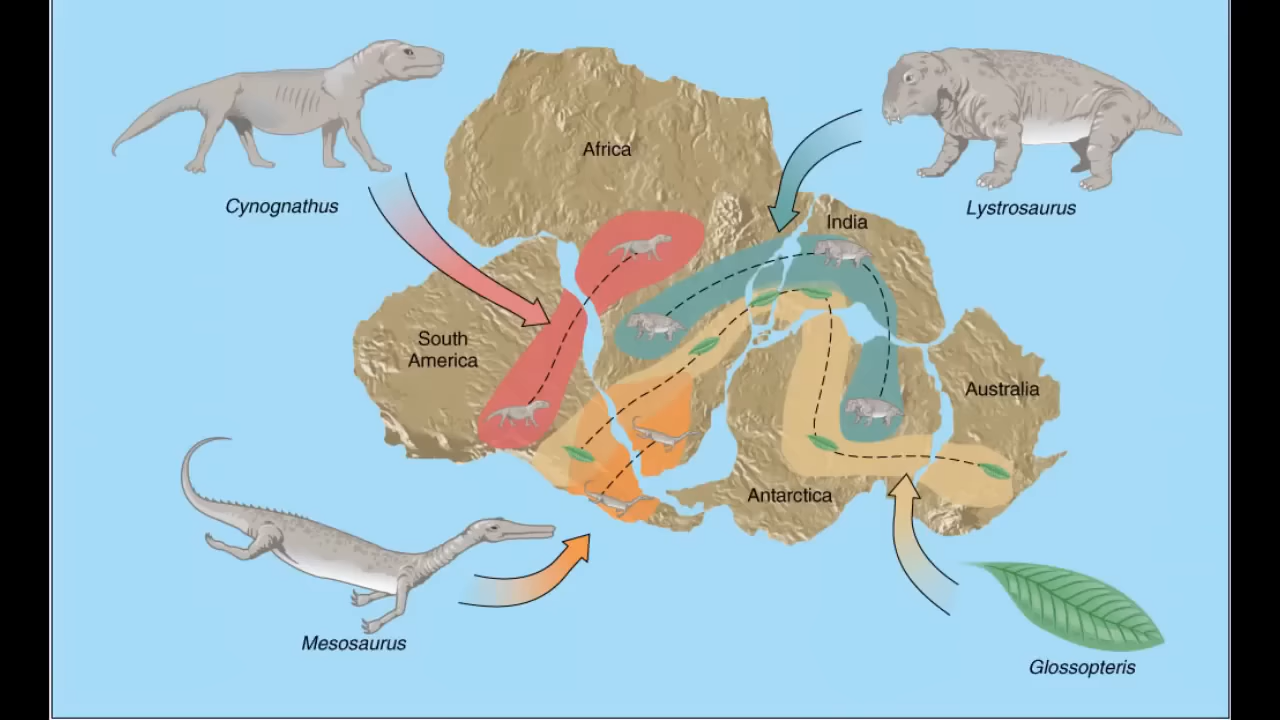 Africa
Cynognathus
Lystrosaurus
India
South
America
Australia
Antarctica
Mesosaurus
Glossopteris